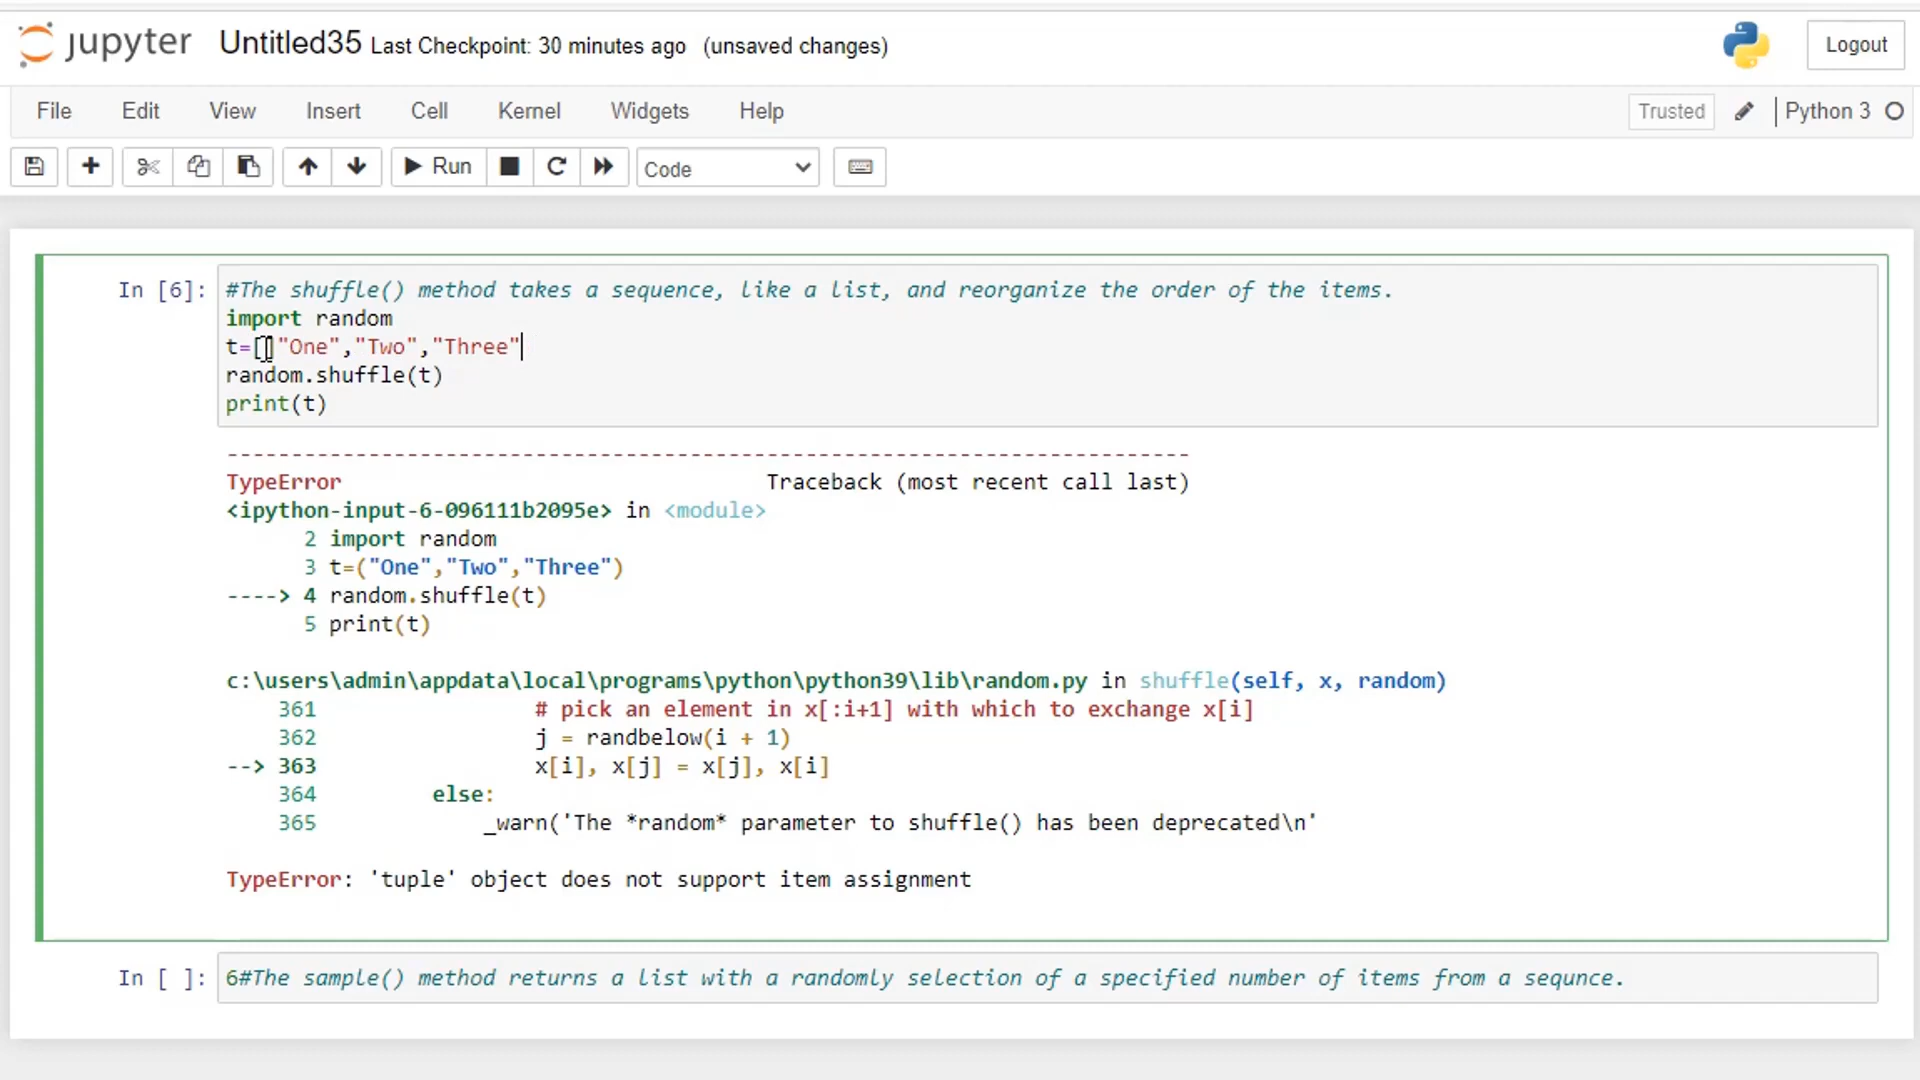 jupyter Untitled35 Last Checkpoint: 30 minutes ago (unsaved changes) Logout
File Edit View Insert Cell Kernel Widgets Help Trusted Python 3
Run Code
In [6]: #The shuffle() method takes a sequence, like a list, and reorganize the order of the items.
import random
t=[]"One","Two","Three"
random.shuffle(t)
print(t)
---------------------------------------------------------------------------
TypeError Traceback (most recent call last)
<ipython-input-6-096111b2095e> in <module>
2 import random
3 t=("One","Two","Three")
----> 4 random.shuffle(t)
5 print(t)
c:\users\admin\appdata\local\programs\python\python39\lib\random.py in shuffle(self, x, random)
361 # pick an element in x[:i+1] with which to exchange x[i]
362 j = randbelow(i + 1)
--> 363 x[i], x[j] = x[j], x[i]
364 else:
365 _warn('The *random* parameter to shuffle() has been deprecated\n'
TypeError: 'tuple' object does not support item assignment
In [ ]: 6#The sample() method returns a list with a randomly selection of a specified number of items from a sequnce.